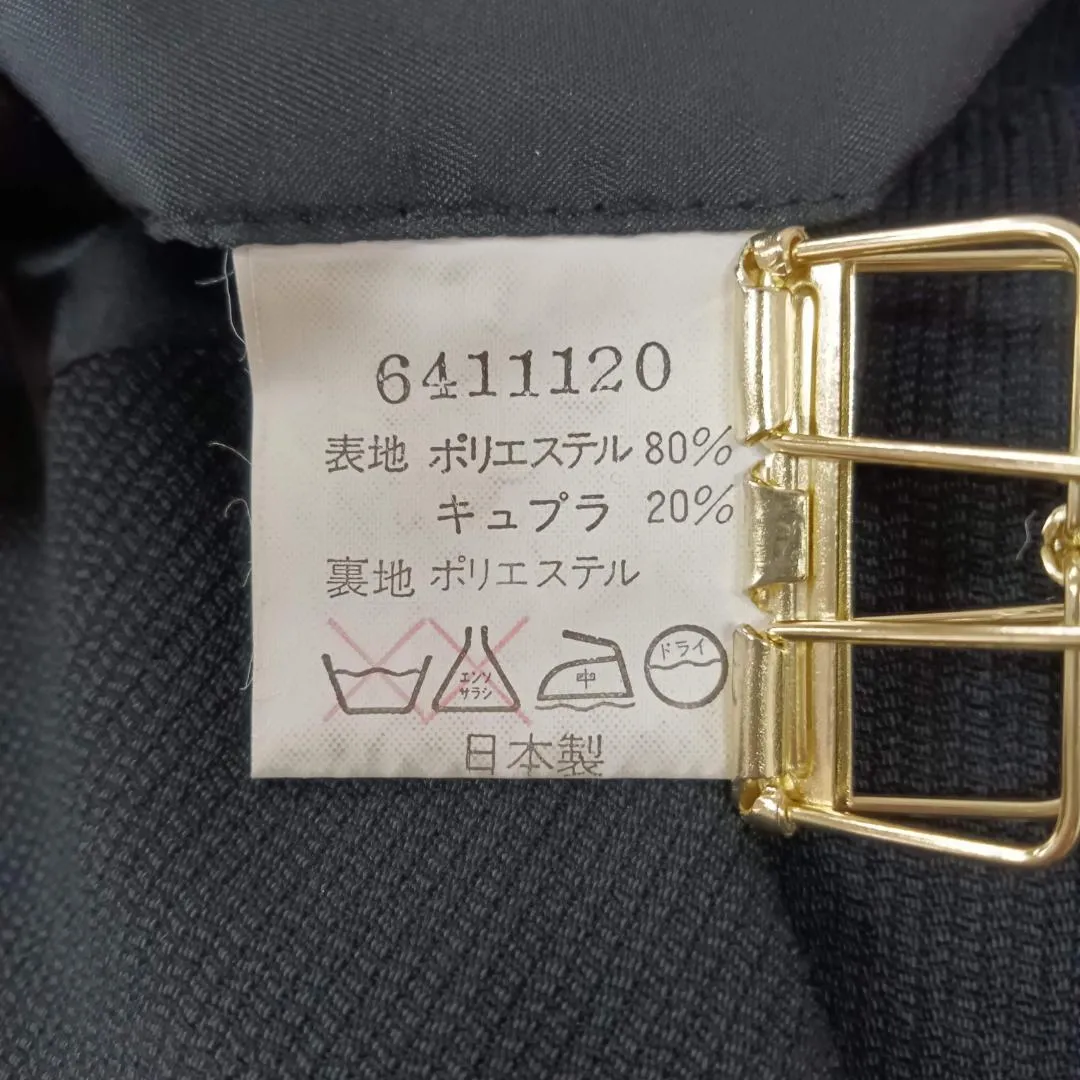 6411120
表地 ポリエステル 80%
キュプラ 20%
裏地 ポリエステル
エンソ
サラシ
中
ドライ
日本製